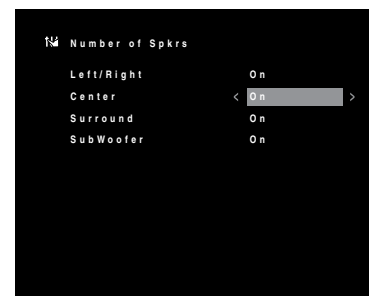 Number of Spkrs
Left/Right On
Center < On >
Surround On
SubWoofer On